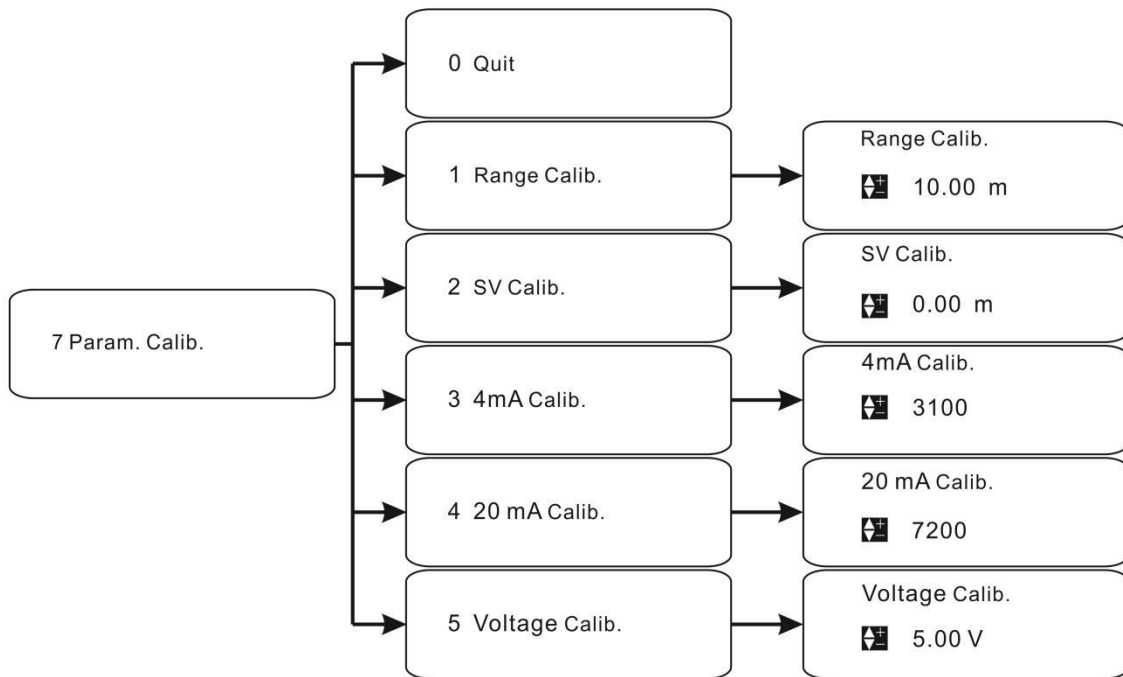 0 Quit
1 Range Calib.
Range Calib.
10.00 m
2 SV Calib.
SV Calib.
0.00 m
7 Param. Calib.
3 4mA Calib.
4mA Calib.
3100
4 20 mA Calib.
20 mA Calib.
7200
5 Voltage Calib.
Voltage Calib.
5.00 V